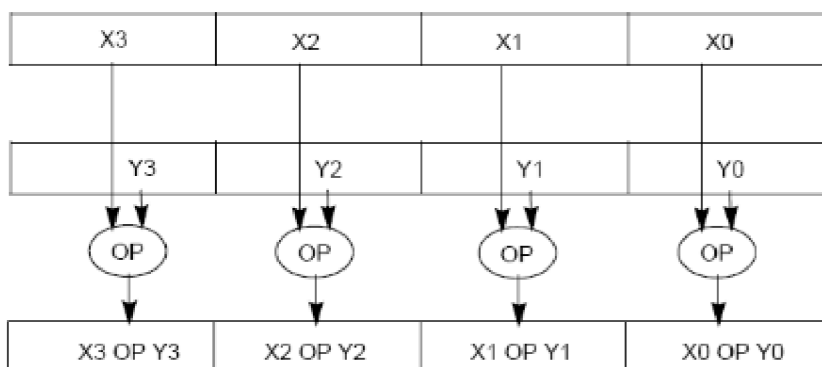 X3 X2 X1 X0
Y3 Y2 Y1 Y0
OP OP OP OP
X3 OP Y3 X2 OP Y2 X1 OP Y1 X0 OP Y0